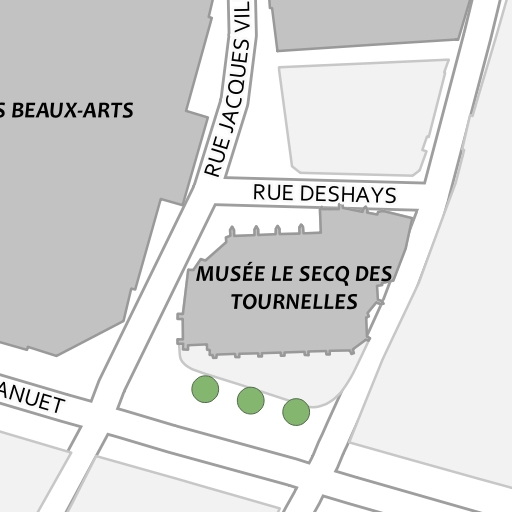 RUE JACQUES VIL
S BEAUX-ARTS
RUE DESHAYS
MUSÉE LE SECQ DES
TOURNELLES
ANUET